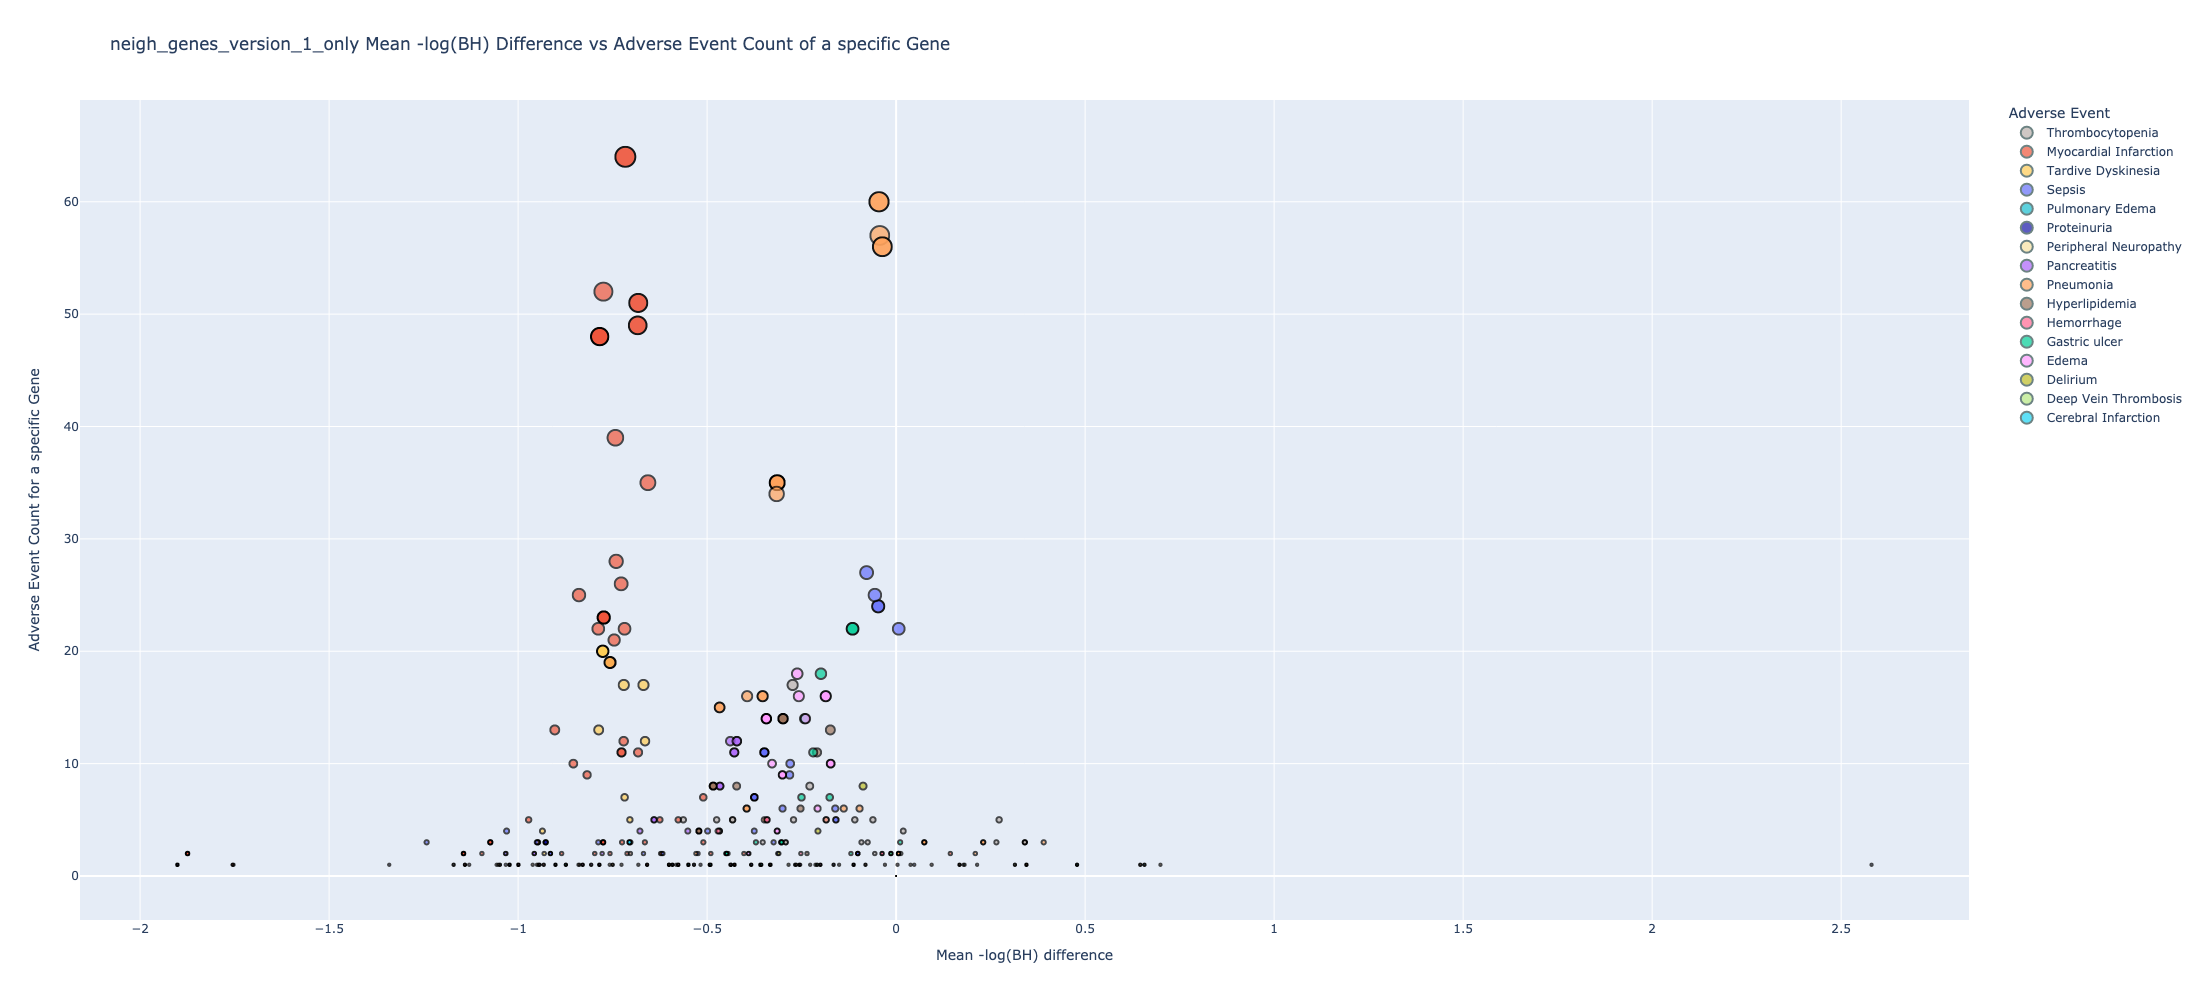 neigh_genes_version_1_only Mean -log(BH) Difference vs Adverse Event Count of a specific Gene
Adverse Event
Thrombocytopenia
Myocardial Infarction
Tardive Dyskinesia
Sepsis
Pulmonary Edema
Proteinuria
Peripheral Neuropathy
Pancreatitis
Pneumonia
Hyperlipidemia
Hemorrhage
Gastric ulcer
Edema
Delirium
Deep Vein Thrombosis
Cerebral Infarction
Adverse Event Count for a specific Gene
60
50
40
30
20
10
0
−2
−1.5
−1
−0.5
0
0.5
1
1.5
2
2.5
Mean -log(BH) difference